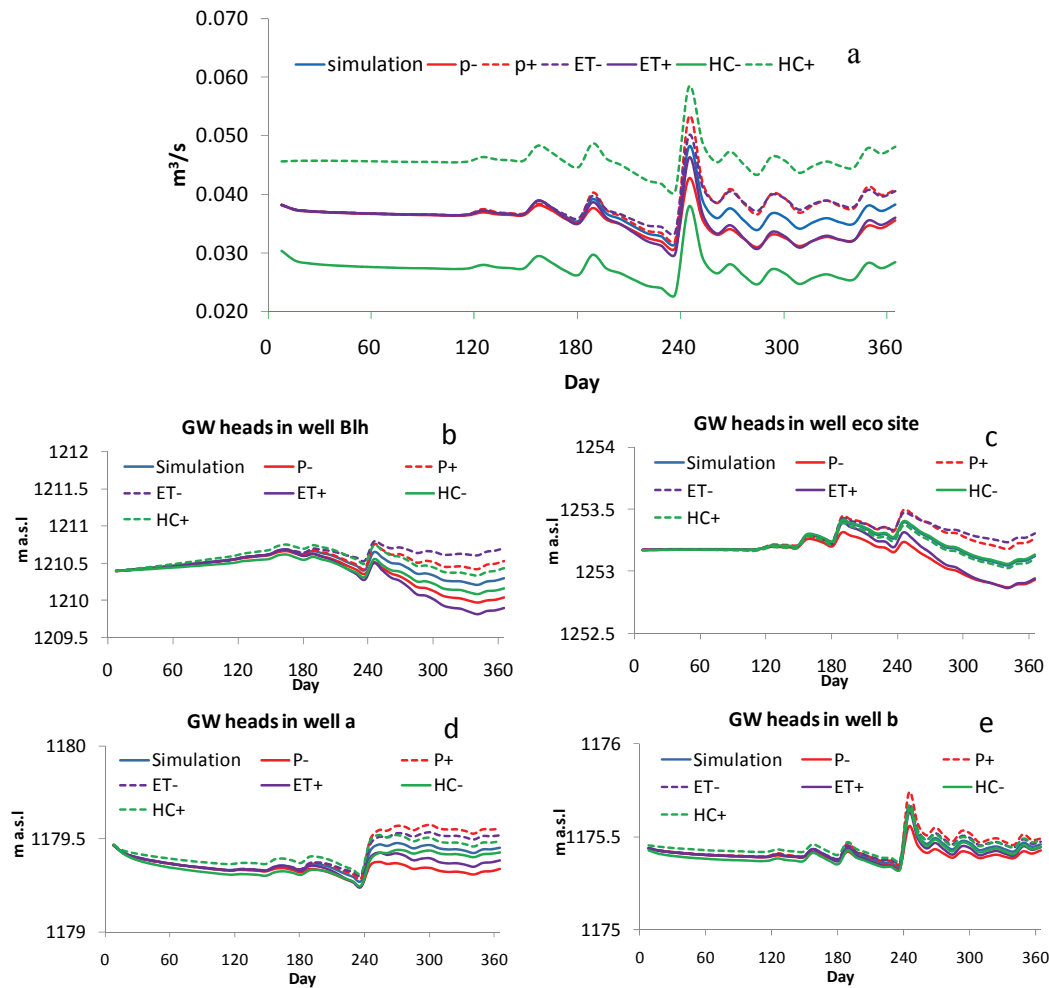 0.070
0.060
0.050
0.040
0.030
0.020
m³/s
simulation p- p+ ET- ET+ HC- HC+
a
0 60 120 180 240 300 360
Day
GW heads in well Blh
b
1212
1211.5
1211
1210.5
1210
1209.5
m a.s.l
Simulation P- P+
ET- ET+ HC-
HC+
0 60 120 180 240 300 360
Day
GW heads in well eco site
c
1254
1253.5
1253
1252.5
m a.s.l
Simulation P- P+
ET- ET+ HC-
HC+
0 60 120 180 240 300 360
Day
GW heads in well a
d
1180
1179.5
1179
m a.s.l
Simulation P- P+
ET- ET+ HC-
HC+
0 60 120 180 240 300 360
Day
GW heads in well b
e
1176
1175.5
1175
m a.s.l
Simulation P- P+
ET- ET+ HC-
HC+
0 60 120 180 240 300 360
Day